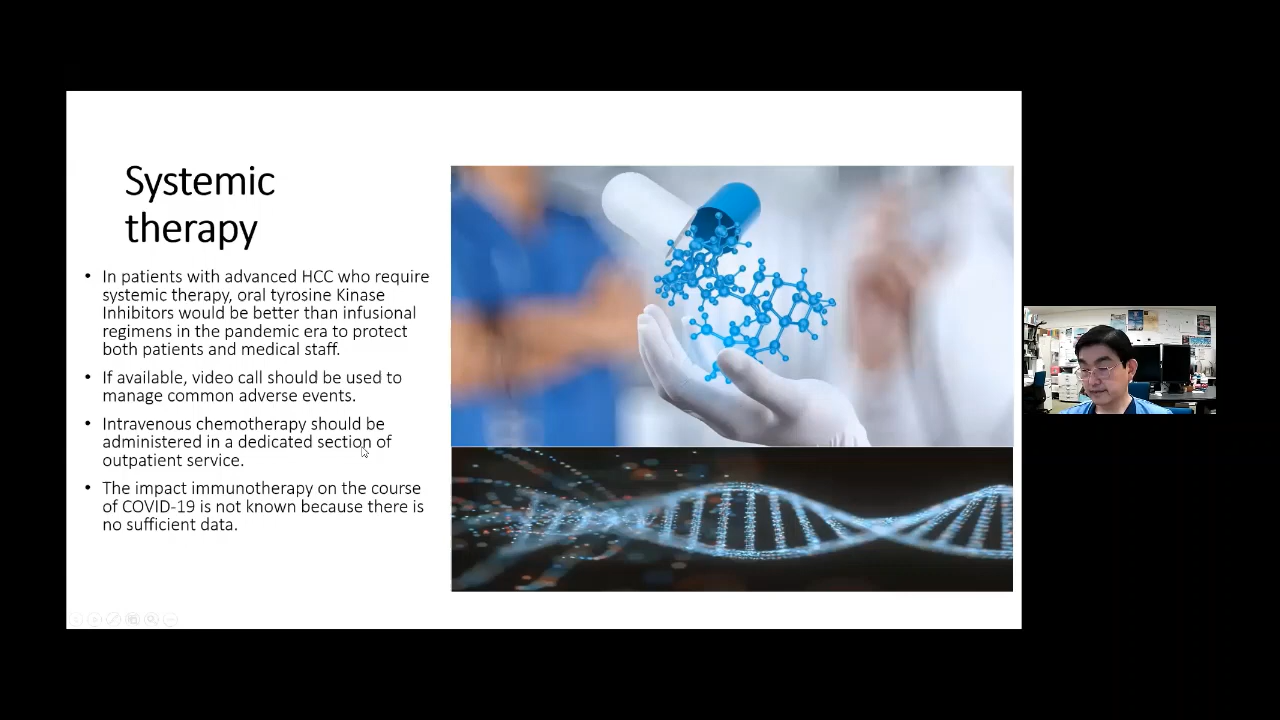 Systemic
therapy
• In patients with advanced HCC who require
systemic therapy, oral tyrosine Kinase
Inhibitors would be better than infusional
regimens in the pandemic era to protect
both patients and medical staff.
• If available, video call should be used to
manage common adverse events.
• Intravenous chemotherapy should be
administered in a dedicated section of
outpatient service.
• The impact immunotherapy on the course
of COVID-19 is not known because there is
no sufficient data.